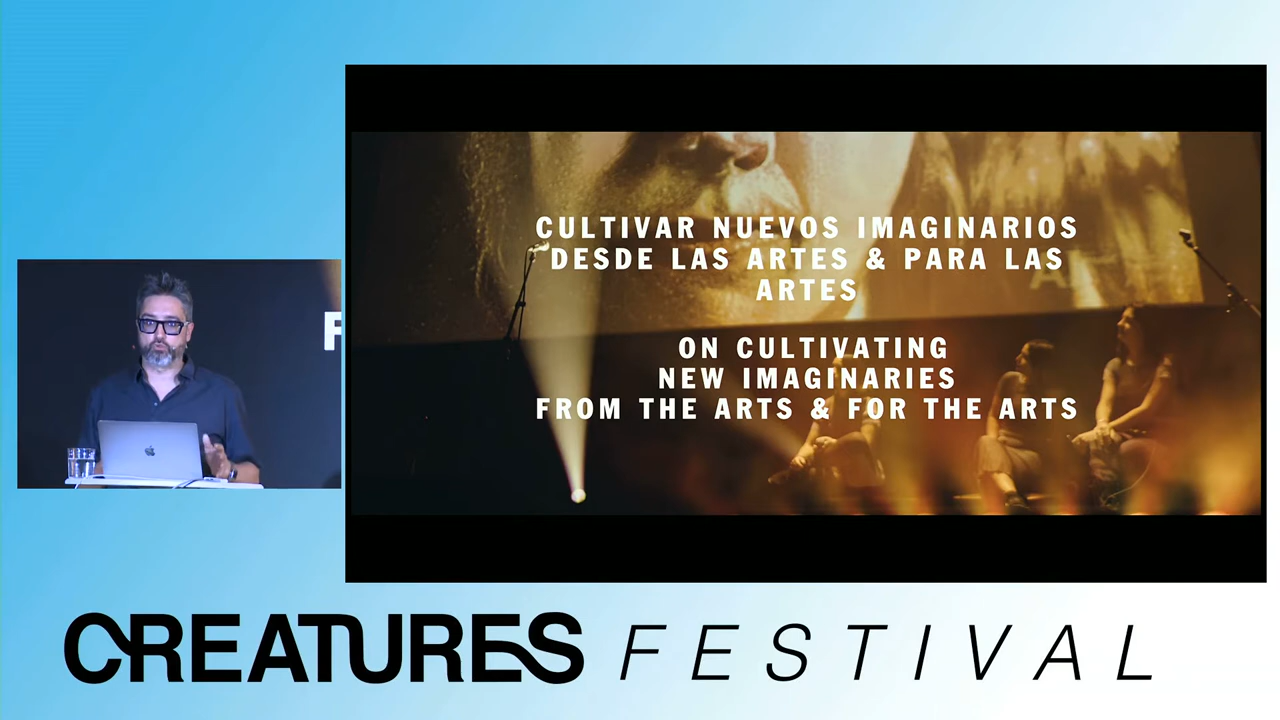 CULTIVAR NUEVOS IMAGINARIOS
DESDE LAS ARTES & PARA LAS
ARTES
ON CULTIVATING
NEW IMAGINARIES
FROM THE ARTS & FOR THE ARTS
F
CREATURES FESTIVAL